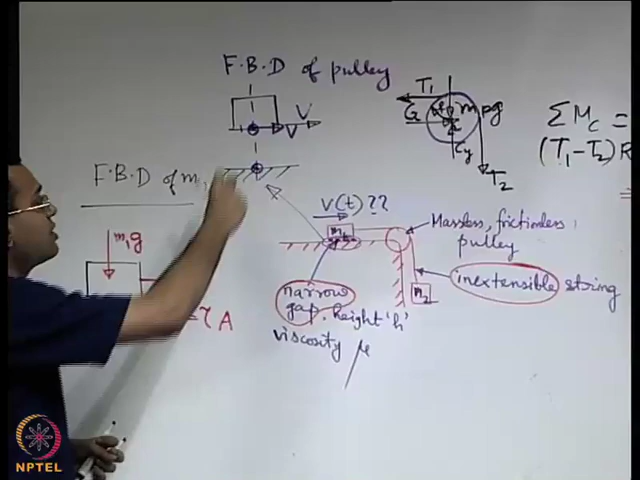 F.B.D of pulley
V
V
T₁
mpg
Cy
T₂
ΣMc =
(T₁-T₂)R
F.B.D of m₁
m₁g
τA
V(t) ??
m₁
Massless, frictionless
pulley
m₂
inextensible string
narrow
gap. height 'h'
viscosity μ
NPTEL